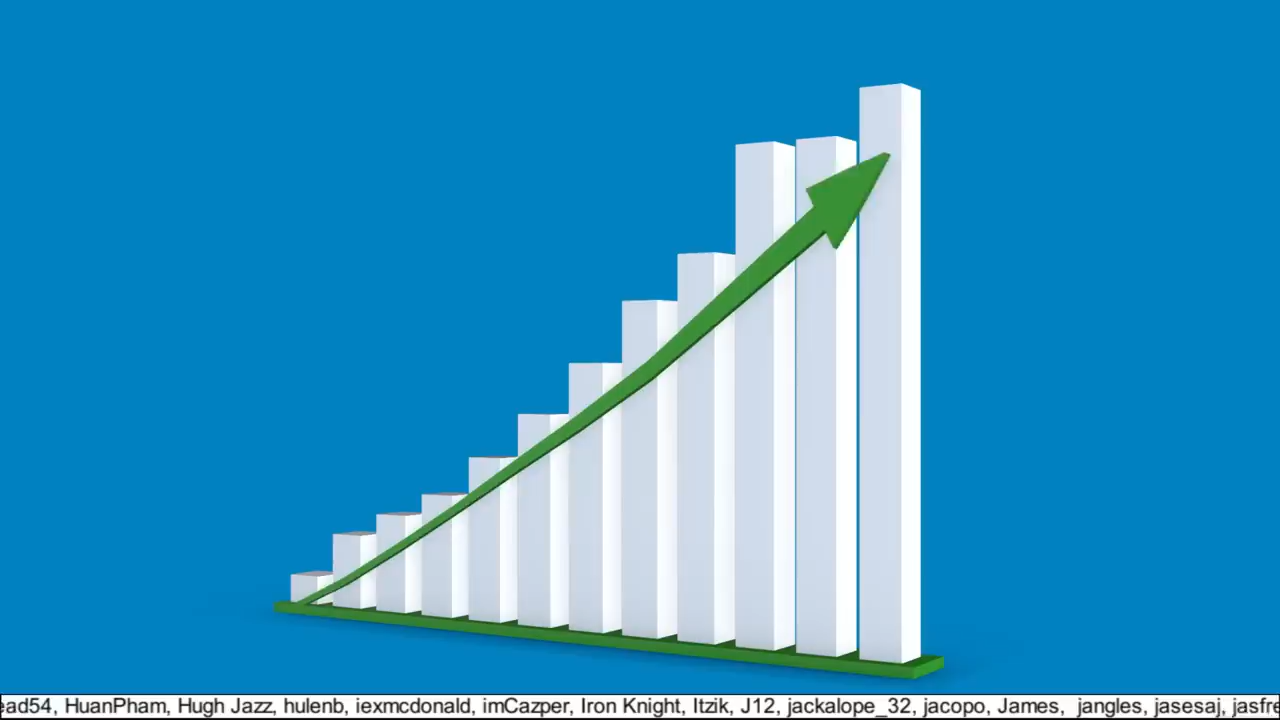 ead54, HuanPham, Hugh Jazz, hulenb, iexmcdonald, imCazper, Iron Knight, Itzik, J12, jackalope_32, jacopo, James,  jangles, jasesaj, jasfre